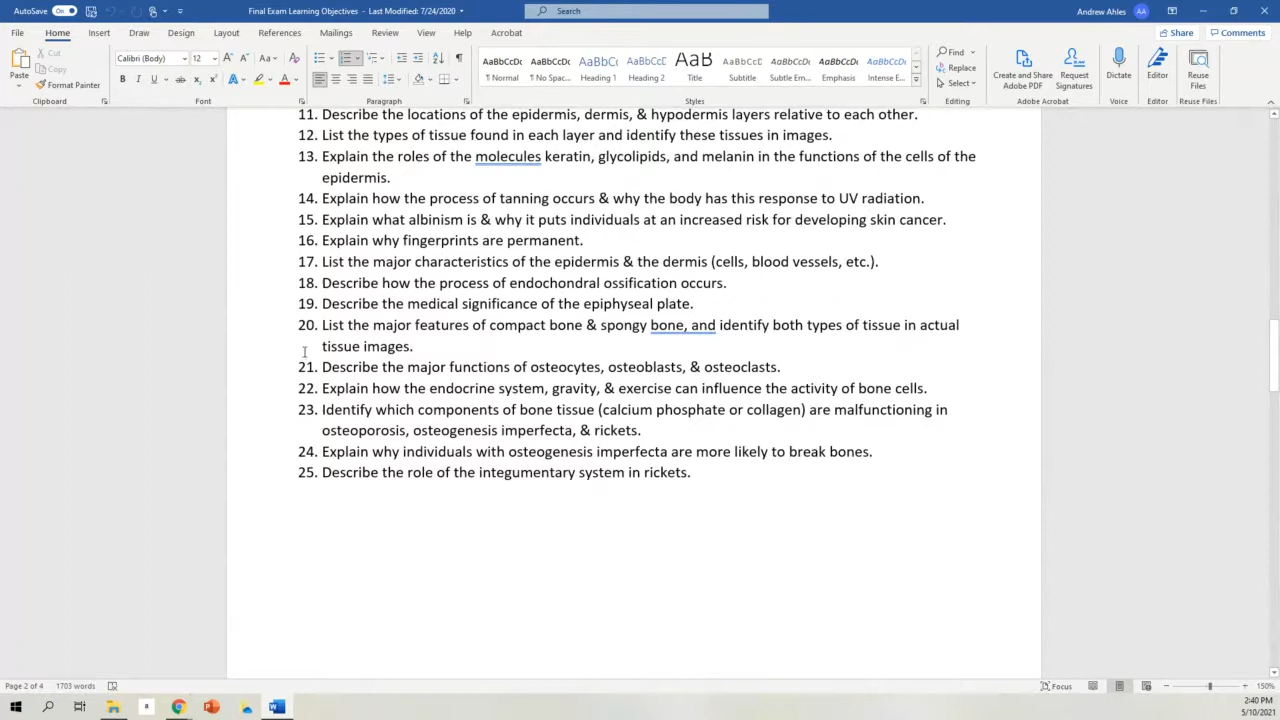 AutoSave On Final Exam Learning Objectives - Last Modified: 7/24/2020 Search Andrew Ahles AA
File Home Insert Draw Design Layout References Mailings Review View Help Acrobat Share Comments
Paste Cut Copy Format Painter
Calibri (Body) 12
AaBbCcDc AaBbCcDc AaBbCc AaBbCcD AaB AaBbCcD AaBbCcD AaBbCcDc AaBbCcDc
¶ Normal ¶ No Spac... Heading 1 Heading 2 Title Subtitle Subtle Em... Emphasis Intense E...
Find Replace Select
Create and Share Adobe PDF Request Signatures Dictate Editor Reuse Files
Clipboard Font Paragraph Styles Editing Adobe Acrobat Voice Editor Reuse Files
11. Describe the locations of the epidermis, dermis, & hypodermis layers relative to each other.
12. List the types of tissue found in each layer and identify these tissues in images.
13. Explain the roles of the molecules keratin, glycolipids, and melanin in the functions of the cells of the
epidermis.
14. Explain how the process of tanning occurs & why the body has this response to UV radiation.
15. Explain what albinism is & why it puts individuals at an increased risk for developing skin cancer.
16. Explain why fingerprints are permanent.
17. List the major characteristics of the epidermis & the dermis (cells, blood vessels, etc.).
18. Describe how the process of endochondral ossification occurs.
19. Describe the medical significance of the epiphyseal plate.
20. List the major features of compact bone & spongy bone, and identify both types of tissue in actual
tissue images.
21. Describe the major functions of osteocytes, osteoblasts, & osteoclasts.
22. Explain how the endocrine system, gravity, & exercise can influence the activity of bone cells.
23. Identify which components of bone tissue (calcium phosphate or collagen) are malfunctioning in
osteoporosis, osteogenesis imperfecta, & rickets.
24. Explain why individuals with osteogenesis imperfecta are more likely to break bones.
25. Describe the role of the integumentary system in rickets.
Page 2 of 4 1703 words Focus 150%
2:40 PM
5/10/2021